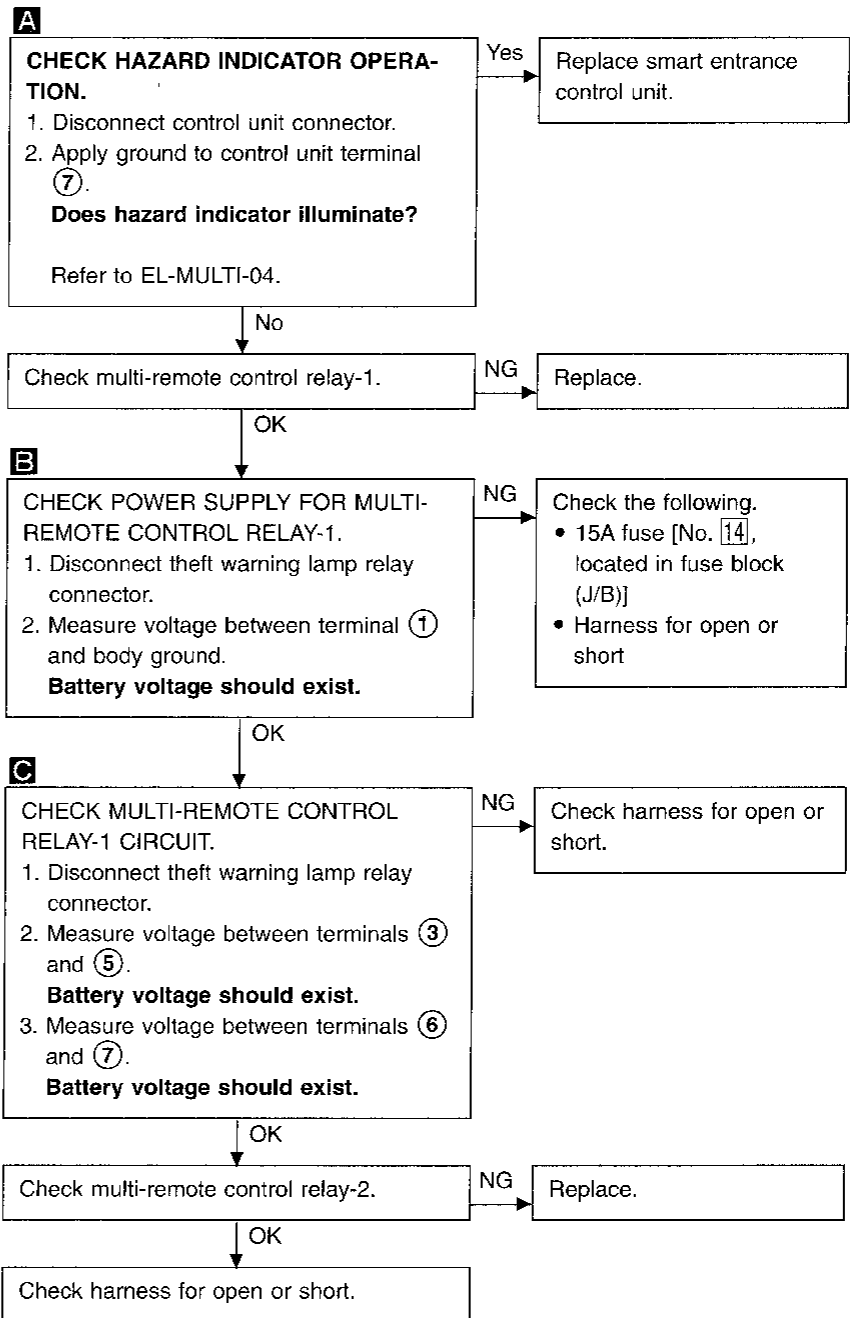 A
CHECK HAZARD INDICATOR OPERA-
TION.
1. Disconnect control unit connector.
2. Apply ground to control unit terminal
⑦.
Does hazard indicator illuminate?
Refer to EL-MULTI-04.
Yes
Replace smart entrance
control unit.
No
Check multi-remote control relay-1.
NG
Replace.
OK
B
CHECK POWER SUPPLY FOR MULTI-
REMOTE CONTROL RELAY-1.
1. Disconnect theft warning lamp relay
connector.
2. Measure voltage between terminal ①
and body ground.
Battery voltage should exist.
NG
Check the following.
• 15A fuse [No. 14,
located in fuse block
(J/B)]
• Harness for open or
short
OK
C
CHECK MULTI-REMOTE CONTROL
RELAY-1 CIRCUIT.
1. Disconnect theft warning lamp relay
connector.
2. Measure voltage between terminals ③
and ⑤.
Battery voltage should exist.
3. Measure voltage between terminals ⑥
and ⑦.
Battery voltage should exist.
NG
Check harness for open or
short.
OK
Check multi-remote control relay-2.
NG
Replace.
OK
Check harness for open or short.